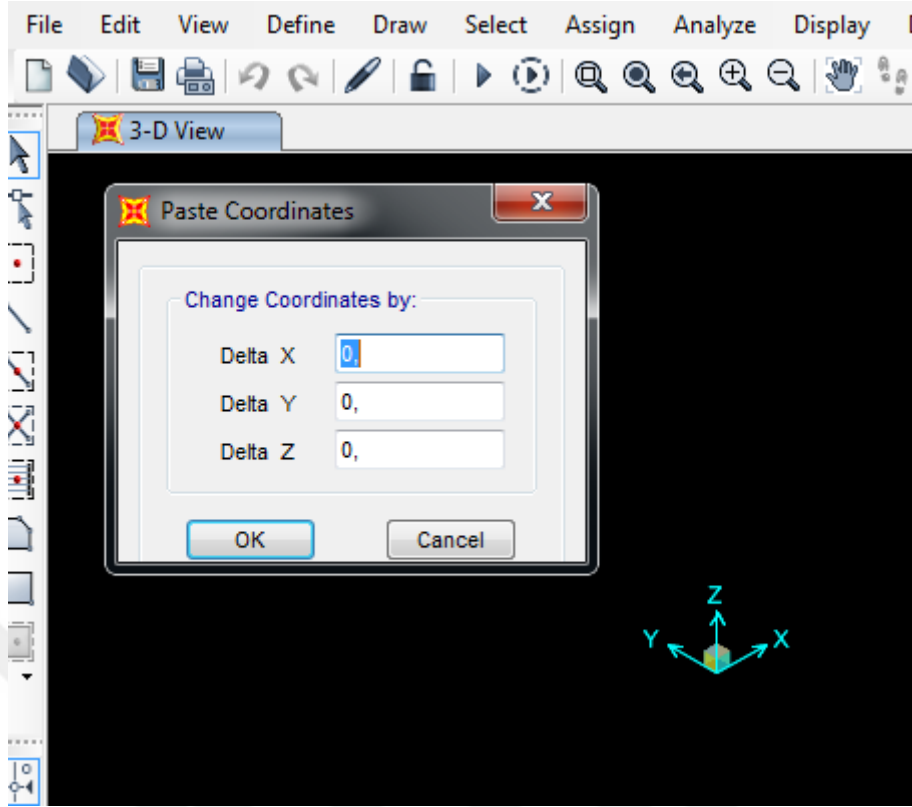 File Edit View Define Draw Select Assign Analyze Display
3-D View
Paste Coordinates
Change Coordinates by:
Delta X 0,
Delta Y 0,
Delta Z 0,
OK Cancel
Z
Y X